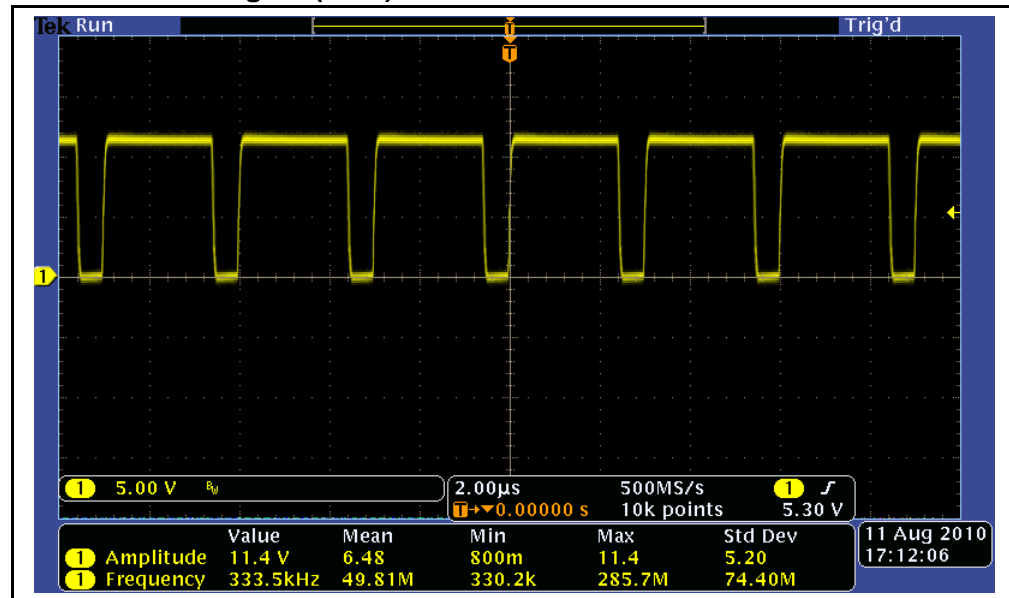 Tek Run
Trig'd
T
T
1
1 5.00 V BW
2.00µs 500MS/s 1
T→▼0.00000 s 10k points 5.30 V
Value Mean Min Max Std Dev
1 Amplitude 11.4 V 6.48 800m 11.4 5.20
1 Frequency 333.5kHz 49.81M 330.2k 285.7M 74.40M
11 Aug 2010
17:12:06